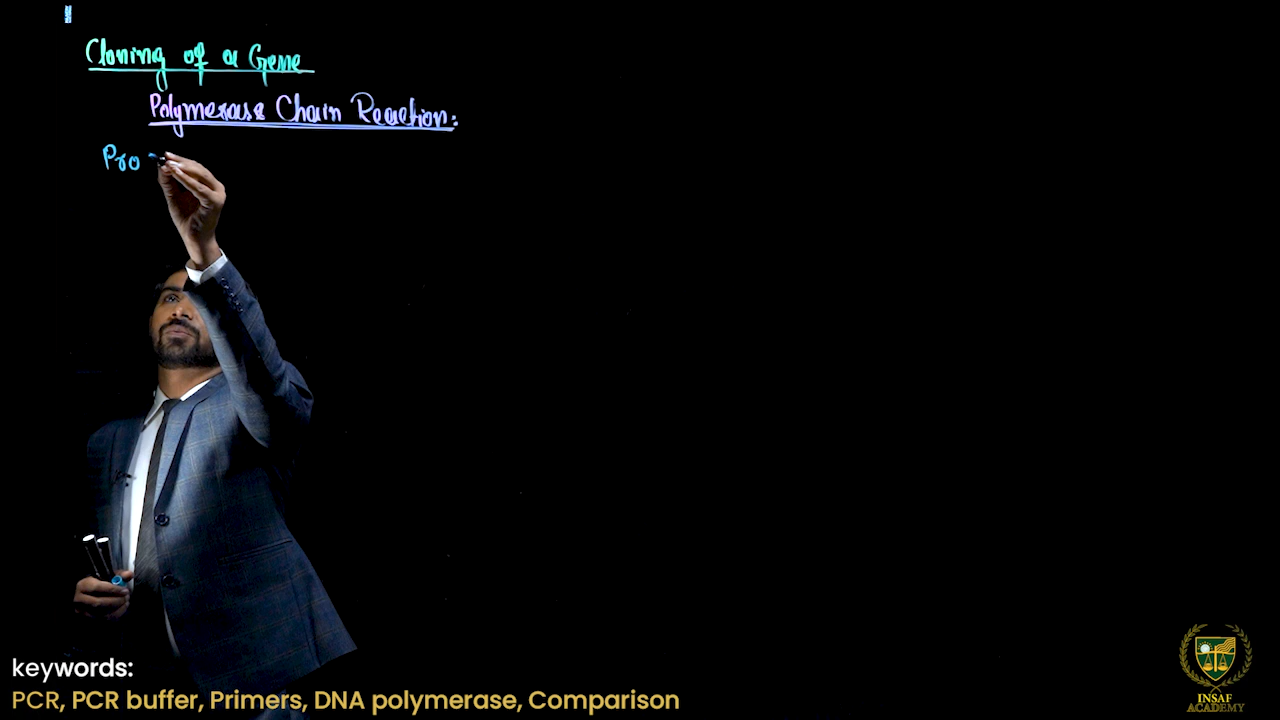 Cloning of a Gene
Polymerase Chain Reaction:
Pro
keywords:
PCR, PCR buffer, Primers, DNA polymerase, Comparison
INSAF
ACADEMY